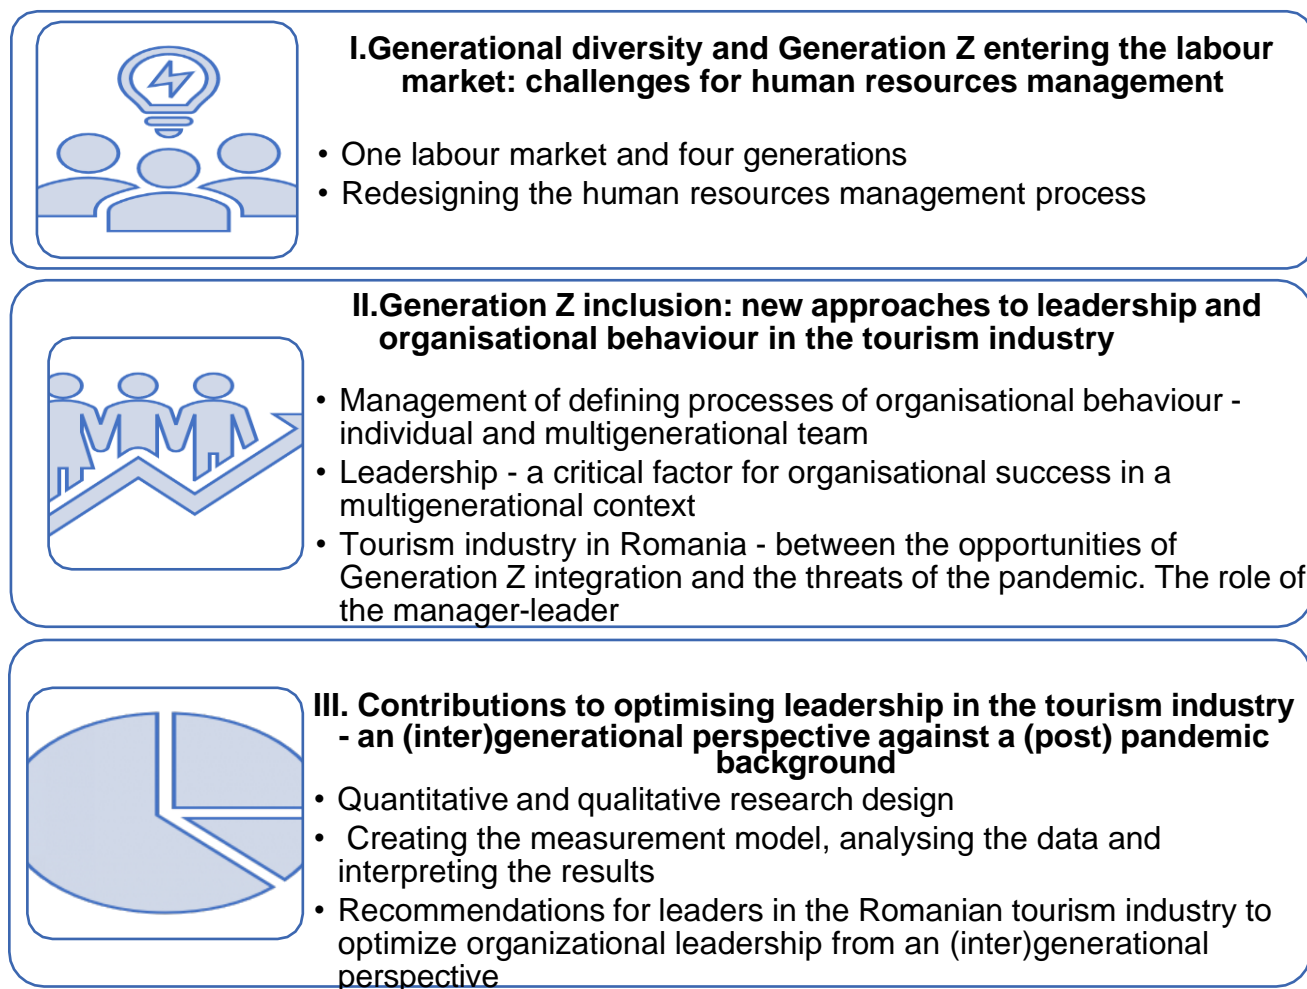 I.Generational diversity and Generation Z entering the labour
market: challenges for human resources management
• One labour market and four generations
• Redesigning the human resources management process
II.Generation Z inclusion: new approaches to leadership and
organisational behaviour in the tourism industry
• Management of defining processes of organisational behaviour -
individual and multigenerational team
• Leadership - a critical factor for organisational success in a
multigenerational context
• Tourism industry in Romania - between the opportunities of
Generation Z integration and the threats of the pandemic. The role of
the manager-leader
III. Contributions to optimising leadership in the tourism industry
- an (inter)generational perspective against a (post) pandemic
background
• Quantitative and qualitative research design
• Creating the measurement model, analysing the data and
interpreting the results
• Recommendations for leaders in the Romanian tourism industry to
optimize organizational leadership from an (inter)generational
perspective